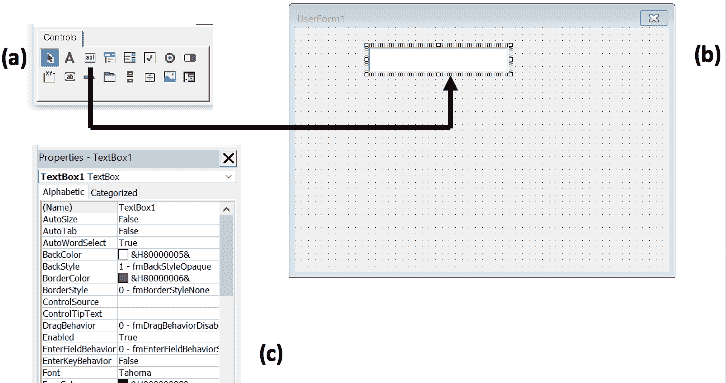 (a)
Controls
A
abl
XY
ab
UserForm1
(b)
Properties - TextBox1
TextBox1 TextBox
Alphabetic Categorized
(Name) TextBox1
AutoSize False
AutoTab False
AutoWordSelect True
BackColor &H80000005&
BackStyle 1 - fmBackStyleOpaque
BorderColor &H80000006&
BorderStyle 0 - fmBorderStyleNone
ControlSource
ControlTipText
DragBehavior 0 - fmDragBehaviorDisab
Enabled True
EnterFieldBehavior 0 - fmEnterFieldBehaviorS
EnterKeyBehavior False
Font Tahoma
(c)